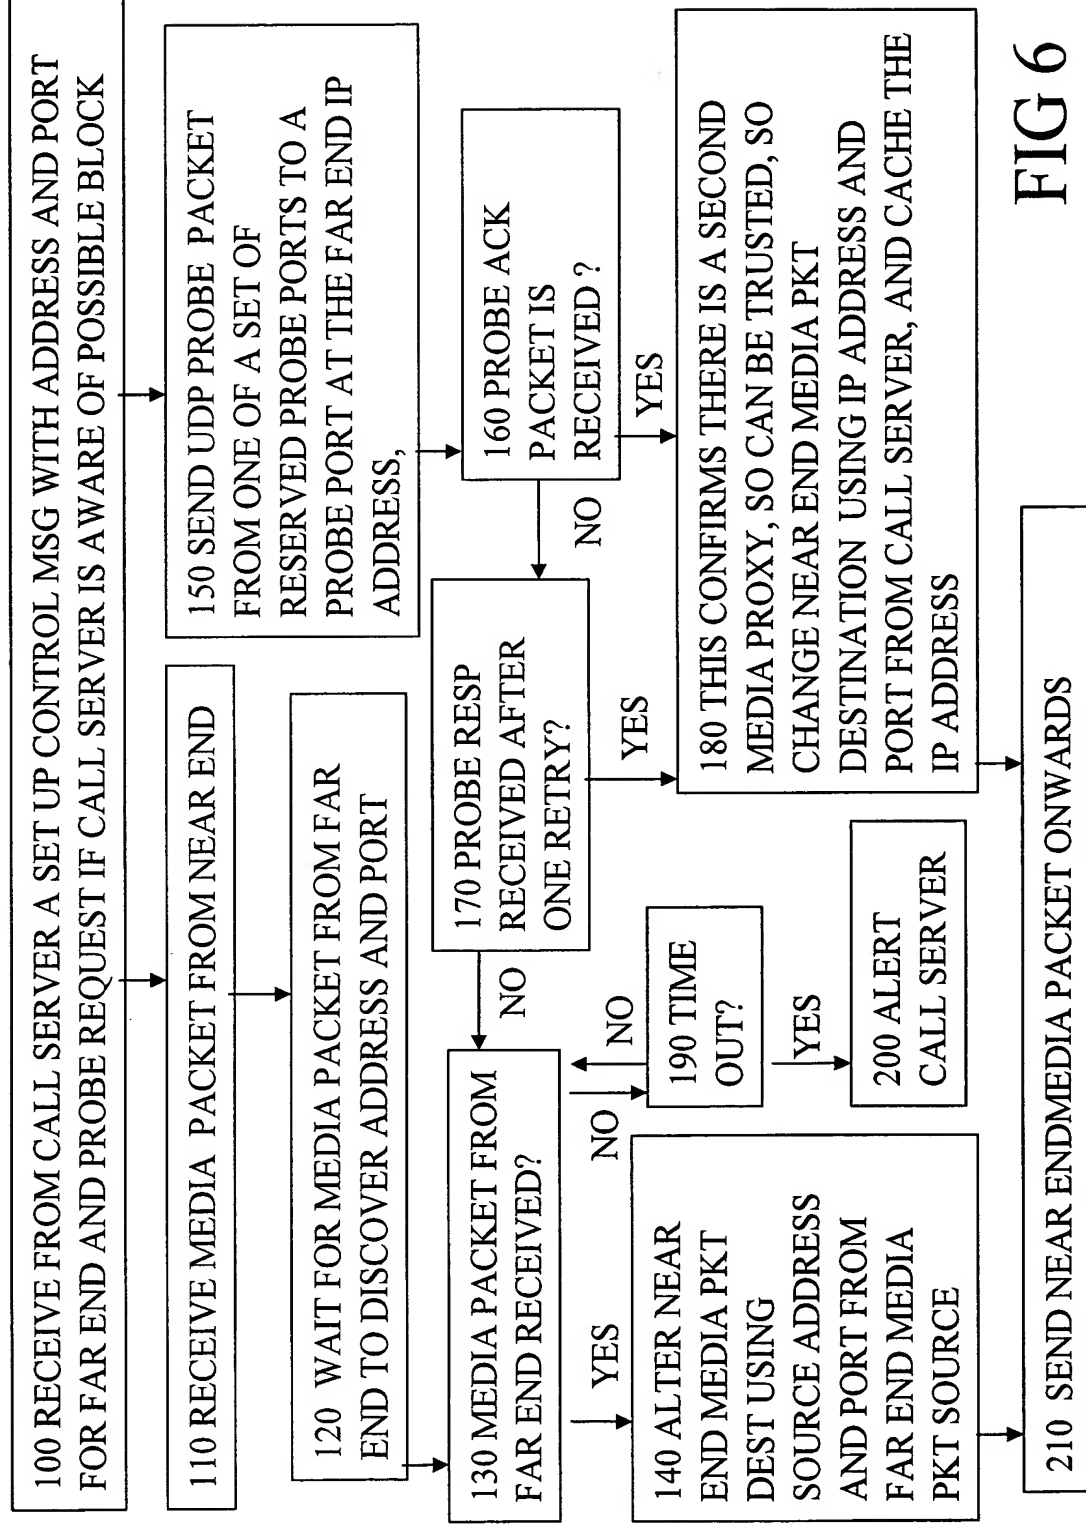 100 RECEIVE FROM CALL SERVER A SET UP CONTROL MSG WITH ADDRESS AND PORT
FOR FAR END AND PROBE REQUEST IF CALL SERVER IS AWARE OF POSSIBLE BLOCK
110 RECEIVE MEDIA PACKET FROM NEAR END
120 WAIT FOR MEDIA PACKET FROM FAR
END TO DISCOVER ADDRESS AND PORT
130 MEDIA PACKET FROM
FAR END RECEIVED?
YES
NO
140 ALTER NEAR
END MEDIA PKT
DEST USING
SOURCE ADDRESS
AND PORT FROM
FAR END MEDIA
PKT SOURCE
150 SEND UDP PROBE PACKET
FROM ONE OF A SET OF
RESERVED PROBE PORTS TO A
PROBE PORT AT THE FAR END IP
ADDRESS,
160 PROBE ACK
PACKET IS
RECEIVED ?
NO
YES
170 PROBE RESP
RECEIVED AFTER
ONE RETRY?
NO
YES
180 THIS CONFIRMS THERE IS A SECOND
MEDIA PROXY, SO CAN BE TRUSTED, SO
CHANGE NEAR END MEDIA PKT
DESTINATION USING IP ADDRESS AND
PORT FROM CALL SERVER, AND CACHE THE
IP ADDRESS
190 TIME
OUT?
NO
YES
200 ALERT
CALL SERVER
210 SEND NEAR ENDMEDIA PACKET ONWARDS
FIG 6